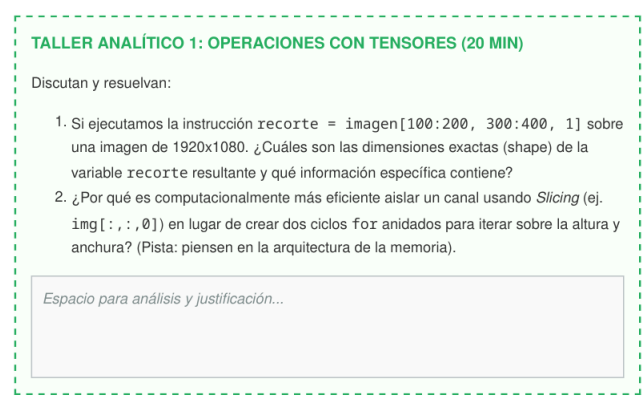 TALLER ANALÍTICO 1: OPERACIONES CON TENSORES (20 MIN)
Discutan y resuelvan:
1. Si ejecutamos la instrucción recorte = imagen[100:200, 300:400, 1] sobre
una imagen de 1920x1080. ¿Cuáles son las dimensiones exactas (shape) de la
variable recorte resultante y qué información específica contiene?
2. ¿Por qué es computacionalmente más eficiente aislar un canal usando Slicing (ej.
img[:,:,0]) en lugar de crear dos ciclos for anidados para iterar sobre la altura y
anchura? (Pista: piensen en la arquitectura de la memoria).
Espacio para análisis y justificación...